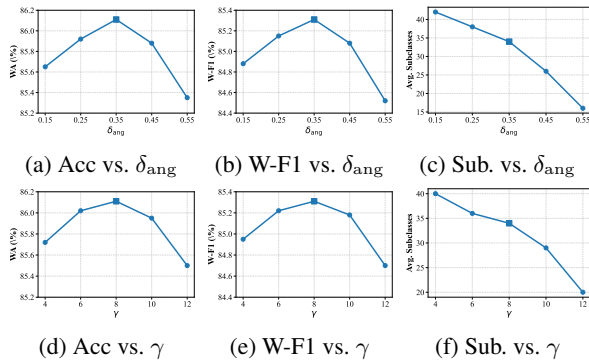 86.2
86.0
85.8
85.6
85.4
85.2
WA (%)
0.15 0.25 0.35 0.45 0.55
δang
85.4
85.2
85.0
84.8
84.6
84.4
W-F1 (%)
0.15 0.25 0.35 0.45 0.55
δang
40
35
30
25
20
15
Avg. Subclasses
0.15 0.25 0.35 0.45 0.55
δang
(a) Acc vs. δang (b) W-F1 vs. δang (c) Sub. vs. δang
86.2
86.0
85.8
85.6
85.4
85.2
WA (%)
4 6 8 10 12
γ
85.4
85.2
85.0
84.8
84.6
84.4
W-F1 (%)
4 6 8 10 12
γ
40
35
30
25
20
Avg. Subclasses
4 6 8 10 12
γ
(d) Acc vs. γ (e) W-F1 vs. γ (f) Sub. vs. γ